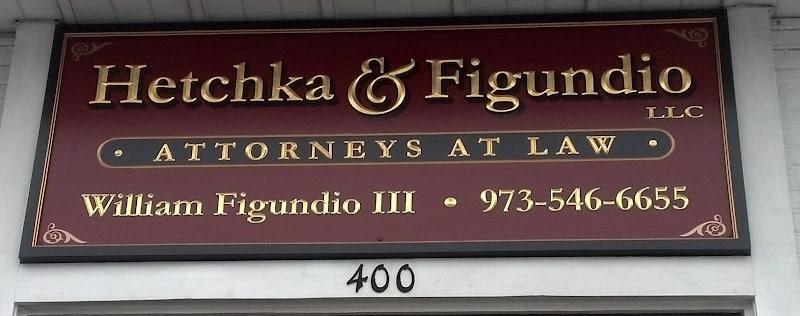 Hetchka & Figundio
LLC
• ATTORNEYS AT LAW •
William Figundio III • 973-546-6655
400